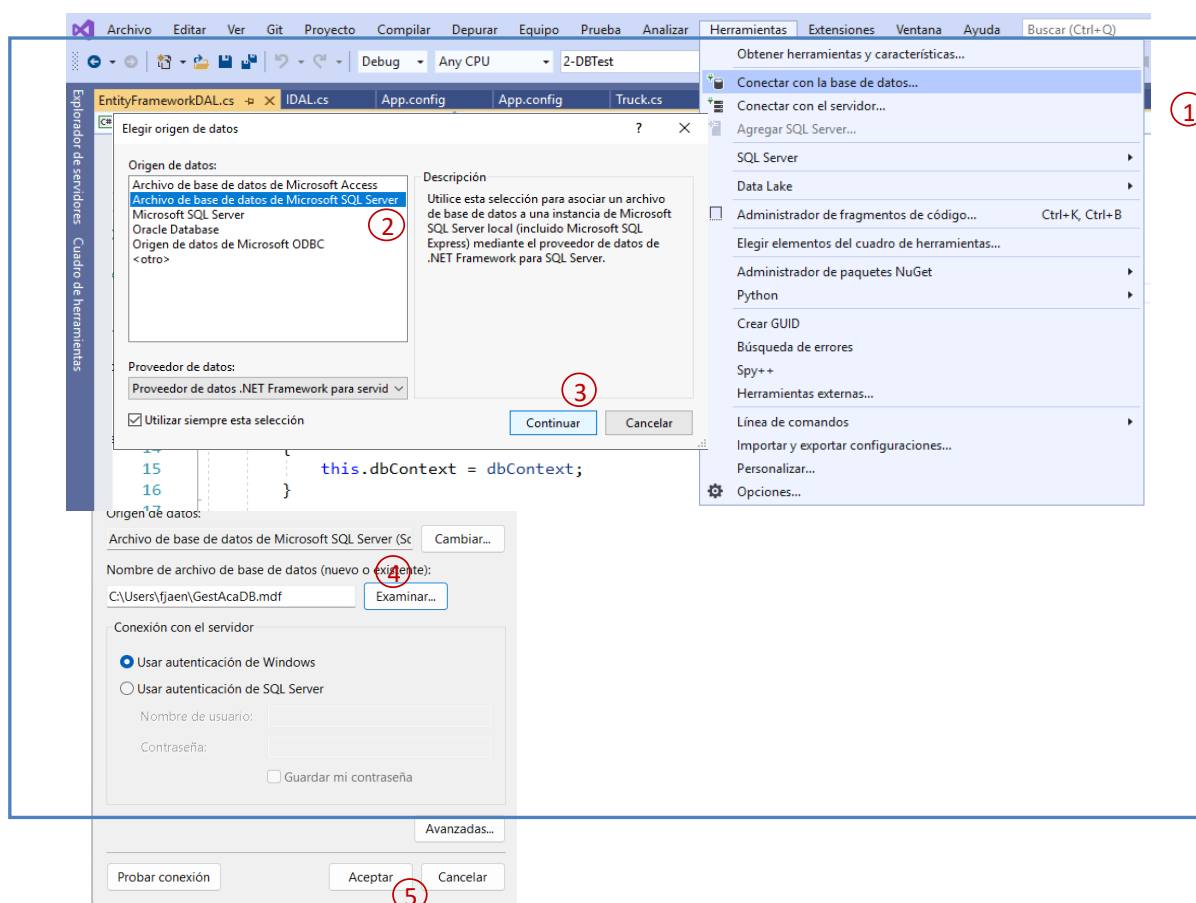 Archivo Editar Ver Git Proyecto Compilar Depurar Equipo Prueba Analizar Herramientas Extensiones Ventana Ayuda Buscar (Ctrl+Q)
Debug Any CPU 2-DBTest
Explorador de servidores
Cuadro de herramientas
EntityFrameworkDAL.cs IDAL.cs App.config App.config Truck.cs
C#
Elegir origen de datos ?
Origen de datos:
Archivo de base de datos de Microsoft Access
Archivo de base de datos de Microsoft SQL Server
Microsoft SQL Server
Oracle Database
Origen de datos de Microsoft ODBC
<otro>
2
Descripción
Utilice esta selección para asociar un archivo
de base de datos a una instancia de Microsoft
SQL Server local (incluido Microsoft SQL
Express) mediante el proveedor de datos de
.NET Framework para SQL Server.
Proveedor de datos:
Proveedor de datos .NET Framework para servid
Utilizar siempre esta selección
3
Continuar Cancelar
Obtener herramientas y características...
Conectar con la base de datos...
1
Conectar con el servidor...
Agregar SQL Server...
SQL Server
Data Lake
Administrador de fragmentos de código... Ctrl+K, Ctrl+B
Elegir elementos del cuadro de herramientas...
Administrador de paquetes NuGet
Python
Crear GUID
Búsqueda de errores
Spy++
Herramientas externas...
Línea de comandos
Importar y exportar configuraciones...
Personalizar...
Opciones...
14 {
15 this.dbContext = dbContext;
16 }
17
Origen de datos:
Archivo de base de datos de Microsoft SQL Server (Sc Cambiar...
Nombre de archivo de base de datos (nuevo o existente):
4
C:\Users\fjaen\GestAcaDB.mdf Examinar...
Conexión con el servidor
Usar autenticación de Windows
Usar autenticación de SQL Server
Nombre de usuario:
Contraseña:
Guardar mi contraseña
Avanzadas...
Probar conexión Aceptar Cancelar
5